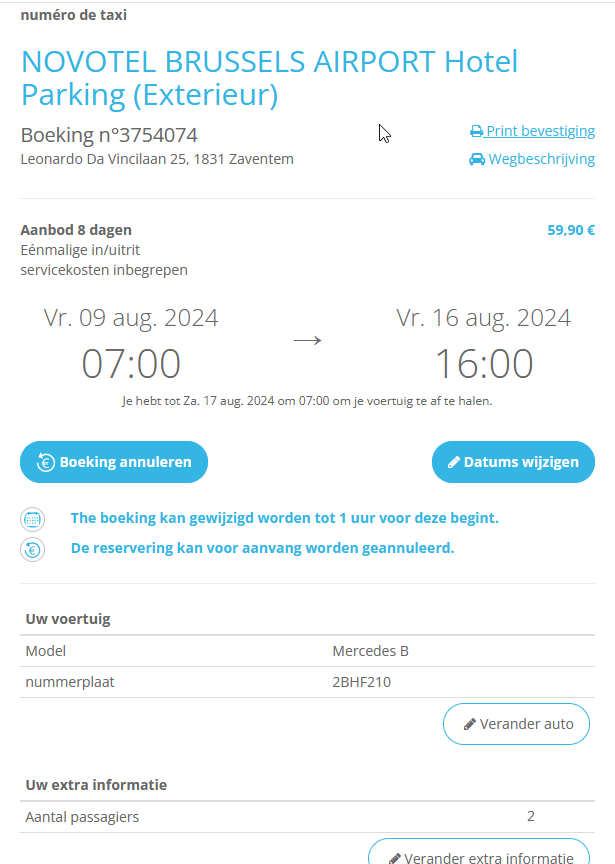 numéro de taxi
NOVOTEL BRUSSELS AIRPORT Hotel
Parking (Exterieur)
Boeking n°3754074
Print bevestiging
Leonardo Da Vincilaan 25, 1831 Zaventem
Wegbeschrijving
Aanbod 8 dagen
59,90 €
Eénmalige in/uitrit
servicekosten inbegrepen
Vr. 09 aug. 2024
Vr. 16 aug. 2024
07:00
→
16:00
Je hebt tot Za. 17 aug. 2024 om 07:00 om je voertuig te af te halen.
Boeking annuleren
Datums wijzigen
The boeking kan gewijzigd worden tot 1 uur voor deze begint.
De reservering kan voor aanvang worden geannuleerd.
Uw voertuig
Model Mercedes B
nummerplaat 2BHF210
Verander auto
Uw extra informatie
Aantal passagiers 2
Verander extra informatie